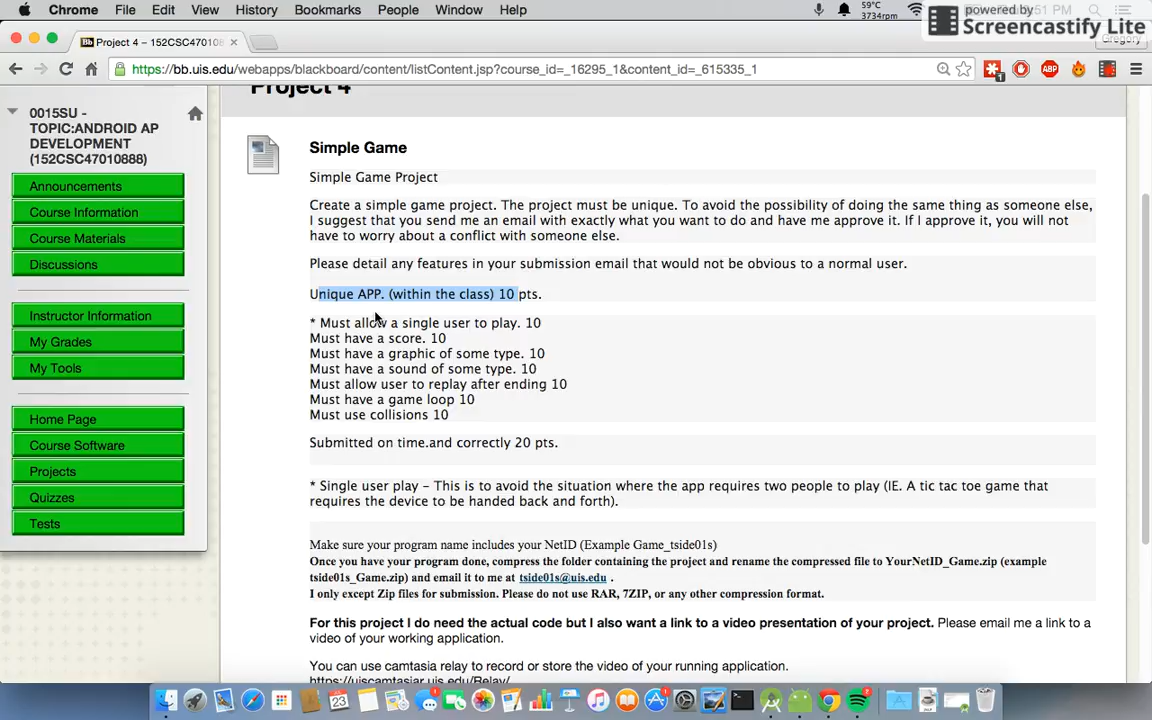 Chrome File Edit View History Bookmarks People Window Help
59°C
3734rpm
powered by
Screencastify Lite
Project 4 – 152CSC470108
Gregory
https://bb.uis.edu/webapps/blackboard/content/listContent.jsp?course_id=_16295_1&content_id=_615335_1
ABP
1
0015SU -
TOPIC:ANDROID AP
DEVELOPMENT
(152CSC47010888)
Announcements
Course Information
Course Materials
Discussions
Instructor Information
My Grades
My Tools
Home Page
Course Software
Projects
Quizzes
Tests
Project 4
Simple Game
Simple Game Project
Create a simple game project. The project must be unique. To avoid the possibility of doing the same thing as someone else,
I suggest that you send me an email with exactly what you want to do and have me approve it. If I approve it, you will not
have to worry about a conflict with someone else.
Please detail any features in your submission email that would not be obvious to a normal user.
Unique APP. (within the class) 10 pts.
* Must allow a single user to play. 10
Must have a score. 10
Must have a graphic of some type. 10
Must have a sound of some type. 10
Must allow user to replay after ending 10
Must have a game loop 10
Must use collisions 10
Submitted on time.and correctly 20 pts.
* Single user play – This is to avoid the situation where the app requires two people to play (IE. A tic tac toe game that
requires the device to be handed back and forth).
Make sure your program name includes your NetID (Example Game_tside01s)
Once you have your program done, compress the folder containing the project and rename the compressed file to YourNetID_Game.zip (example
tside01s_Game.zip) and email it to me at tside01s@uis.edu .
I only except Zip files for submission. Please do not use RAR, 7ZIP, or any other compression format.
For this project I do need the actual code but I also want a link to a video presentation of your project. Please email me a link to a
video of your working application.
You can use camtasia relay to record or store the video of your running application.
https://uiscamtasiar.uis.edu/Relay/